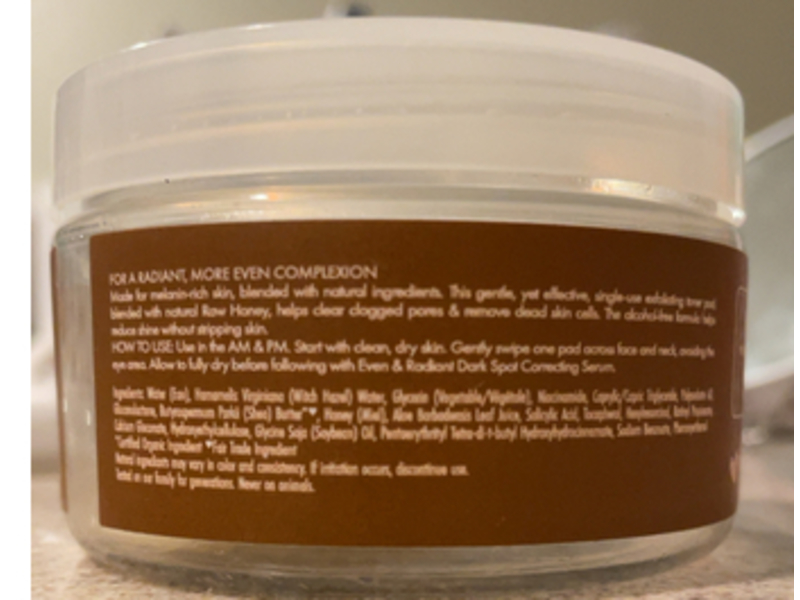 FOR A RADIANT, MORE EVEN COMPLEXION
Made for melanin-rich skin, blended with natural ingredients. This gentle, yet effective, single-use exfoliating toner pad,
blended with natural Raw Honey, helps clear clogged pores & remove dead skin cells. The alcohol-free formula helps
reduce shine without stripping skin.
HOW TO USE: Use in the AM & PM. Start with clean, dry skin. Gently swipe one pad across face and neck, avoiding the
eye area. Allow to fully dry before following with Even & Radiant Dark Spot Correcting Serum.
Ingredients: Water (Eau), Hamamelis Virginiana (Witch Hazel) Water, Glycerin (Vegetable/Végétale), Niacinamide, Caprylic/Capric Triglyceride,
Gluconolactone, Butyrospermum Parkii (Shea) Butter*♥, Honey (Miel), Aloe Barbadensis Leaf Juice, Salicylic Acid, Tocopherol,
Calcium Gluconate, Hydroxyethylcellulose, Glycine Soja (Soybean) Oil, Pentaerythrityl Tetra-di-t-butyl Hydroxyhydrocinnamate, Sodium Benzoate, Phenoxyethanol
*Certified Organic Ingredient ♥Fair Trade Ingredient
Natural ingredients may vary in color and consistency. If irritation occurs, discontinue use.
Tested on our family for generations. Never on animals.